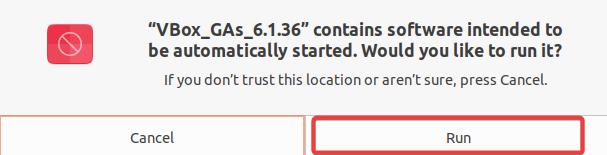 “VBox_GAs_6.1.36” contains software intended to
be automatically started. Would you like to run it?
If you don’t trust this location or aren’t sure, press Cancel.
Cancel
Run